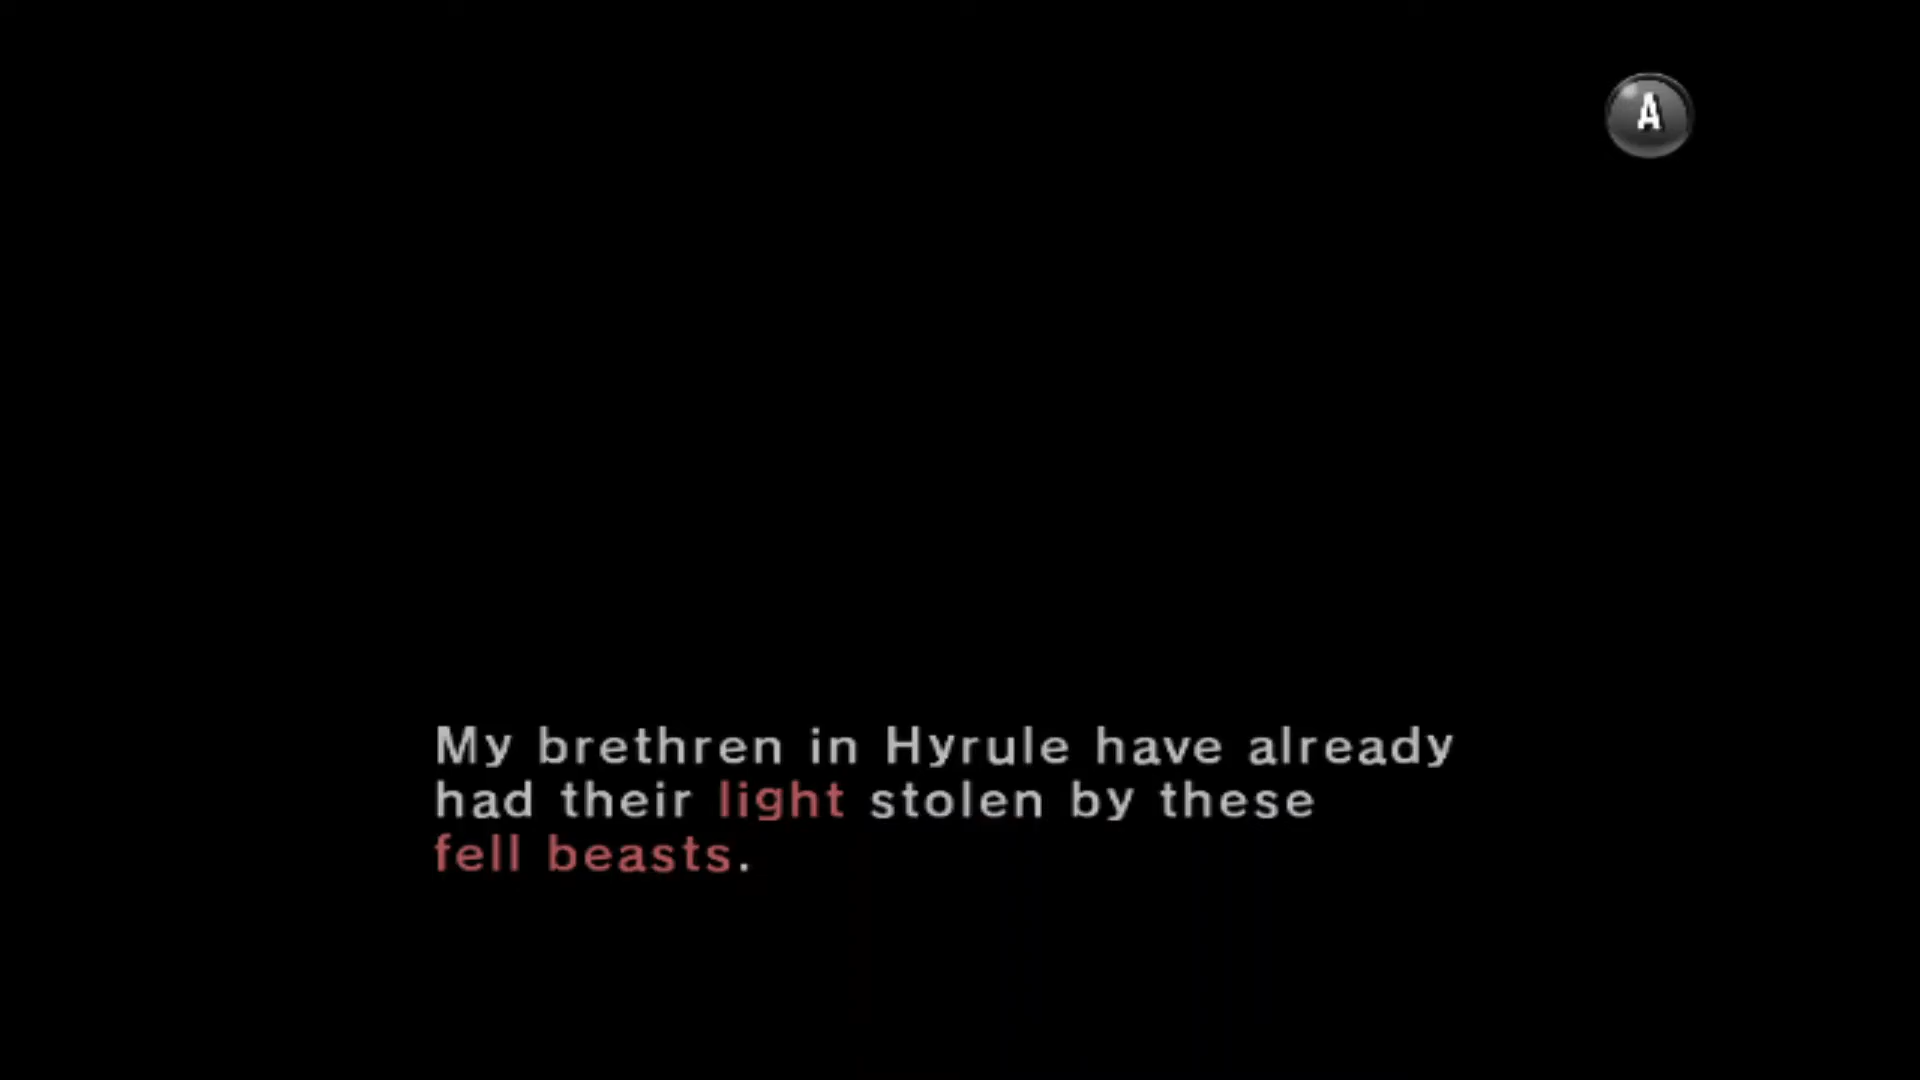 A
My brethren in Hyrule have already
had their light stolen by these
fell beasts.